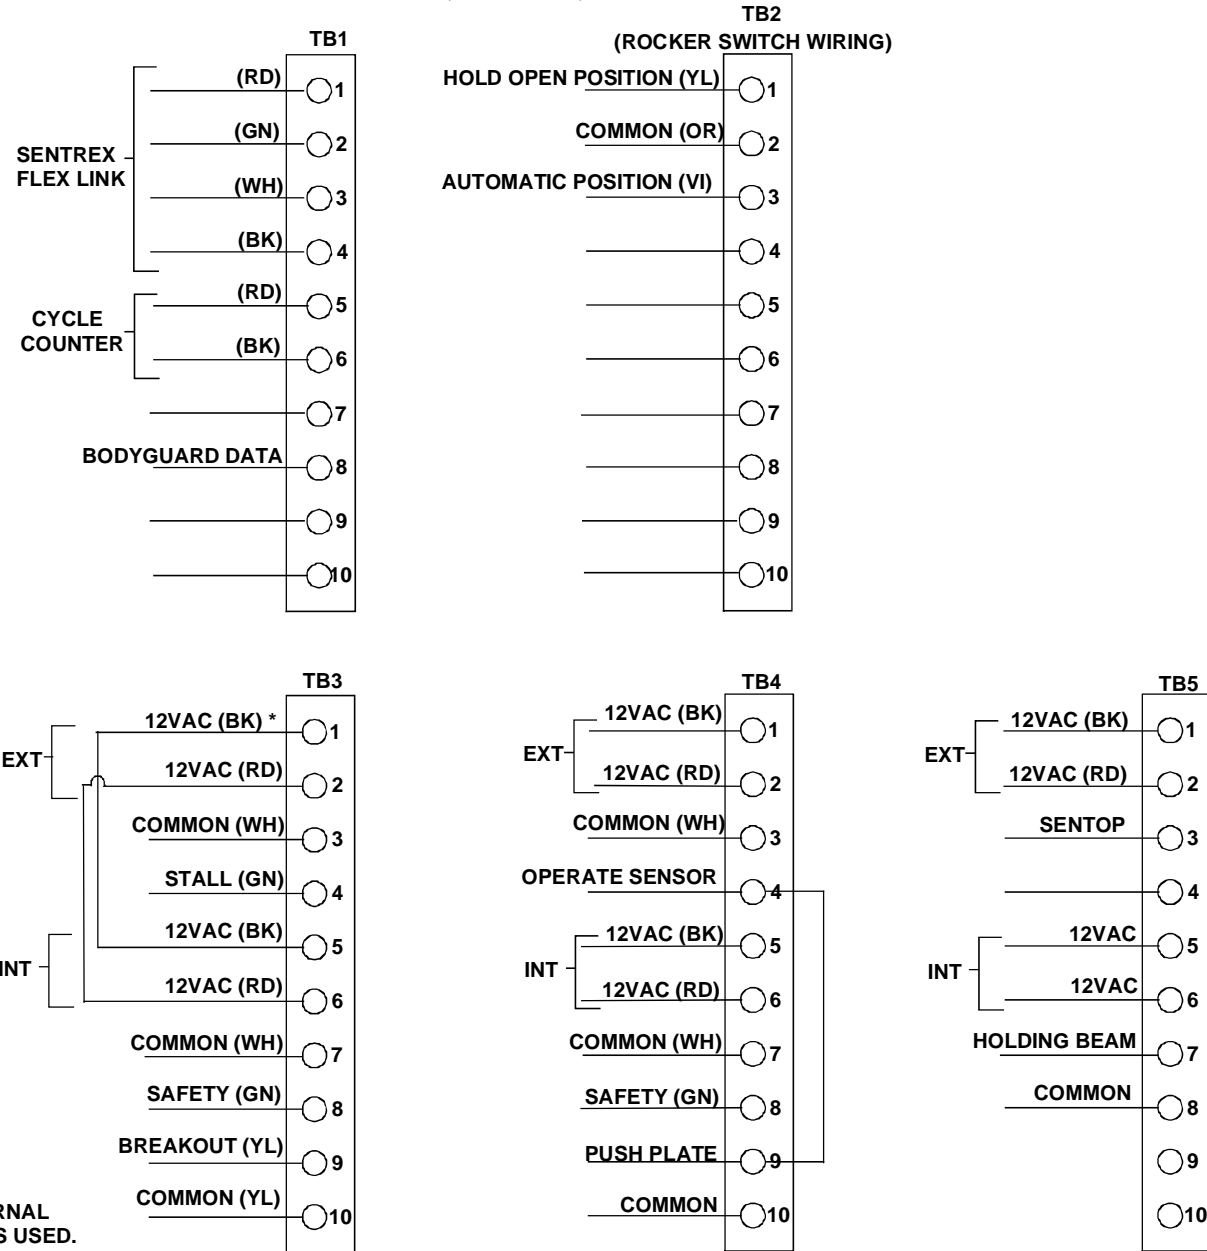 TB1
(RD)
1
(GN)
2
SENTREX
FLEX LINK
(WH)
3
(BK)
4
(RD)
5
CYCLE
COUNTER
(BK)
6
7
BODYGUARD DATA
8
9
10
TB2
(ROCKER SWITCH WIRING)
HOLD OPEN POSITION (YL)
1
COMMON (OR)
2
AUTOMATIC POSITION (VI)
3
4
5
6
7
8
9
10
TB3
12VAC (BK) *
1
EXT
12VAC (RD)
2
COMMON (WH)
3
STALL (GN)
4
12VAC (BK)
5
INT
12VAC (RD)
6
COMMON (WH)
7
SAFETY (GN)
8
BREAKOUT (YL)
9
COMMON (YL)
10
RNAL
S USED.
TB4
12VAC (BK)
1
EXT
12VAC (RD)
2
COMMON (WH)
3
OPERATE SENSOR
4
12VAC (BK)
5
INT
12VAC (RD)
6
COMMON (WH)
7
SAFETY (GN)
8
PUSH PLATE
9
COMMON
10
TB5
12VAC (BK)
1
EXT
12VAC (RD)
2
SENTOP
3
4
12VAC
5
INT
12VAC
6
HOLDING BEAM
7
COMMON
8
9
10